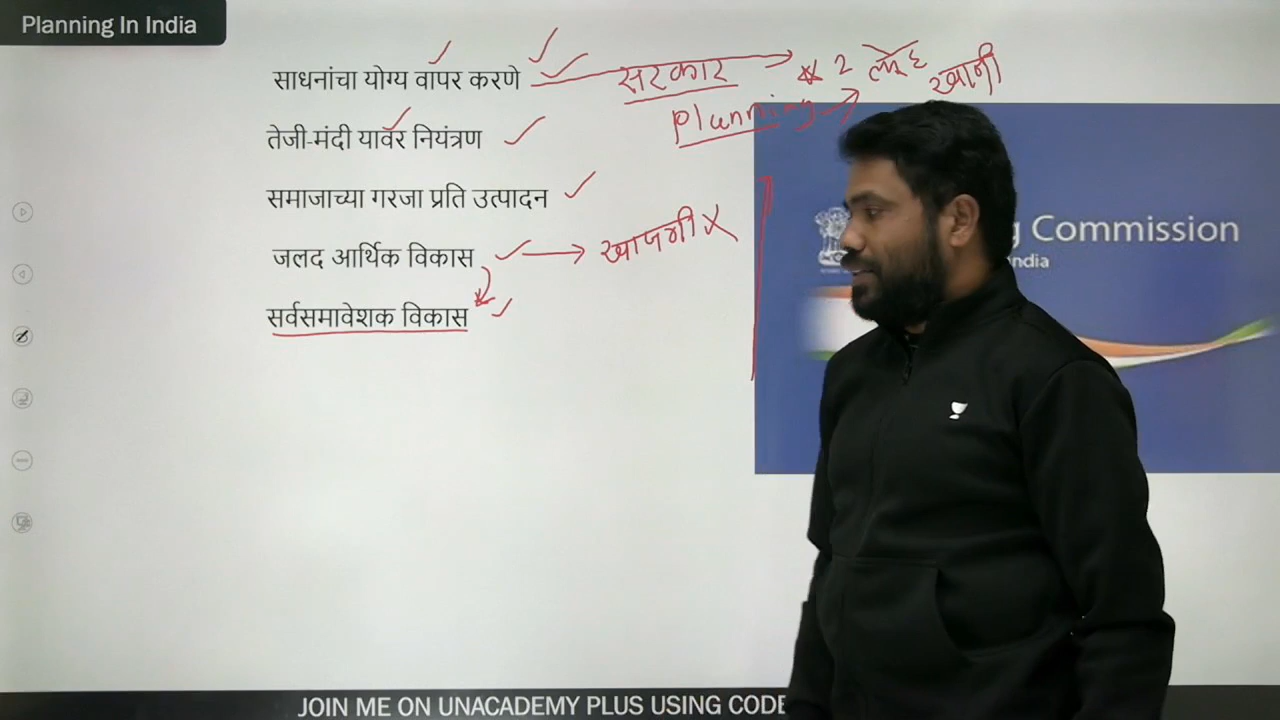 Planning In India
साधनांचा योग्य वापर करणे
सरकार
2
Planning
तेजी-मंदी यावर नियंत्रण
समाजाच्या गरजा प्रति उत्पादन
g Commission
ndia
जलद आर्थिक विकास
खाजगी X
सर्वसमावेशक विकास
JOIN ME ON UNACADEMY PLUS USING CODE